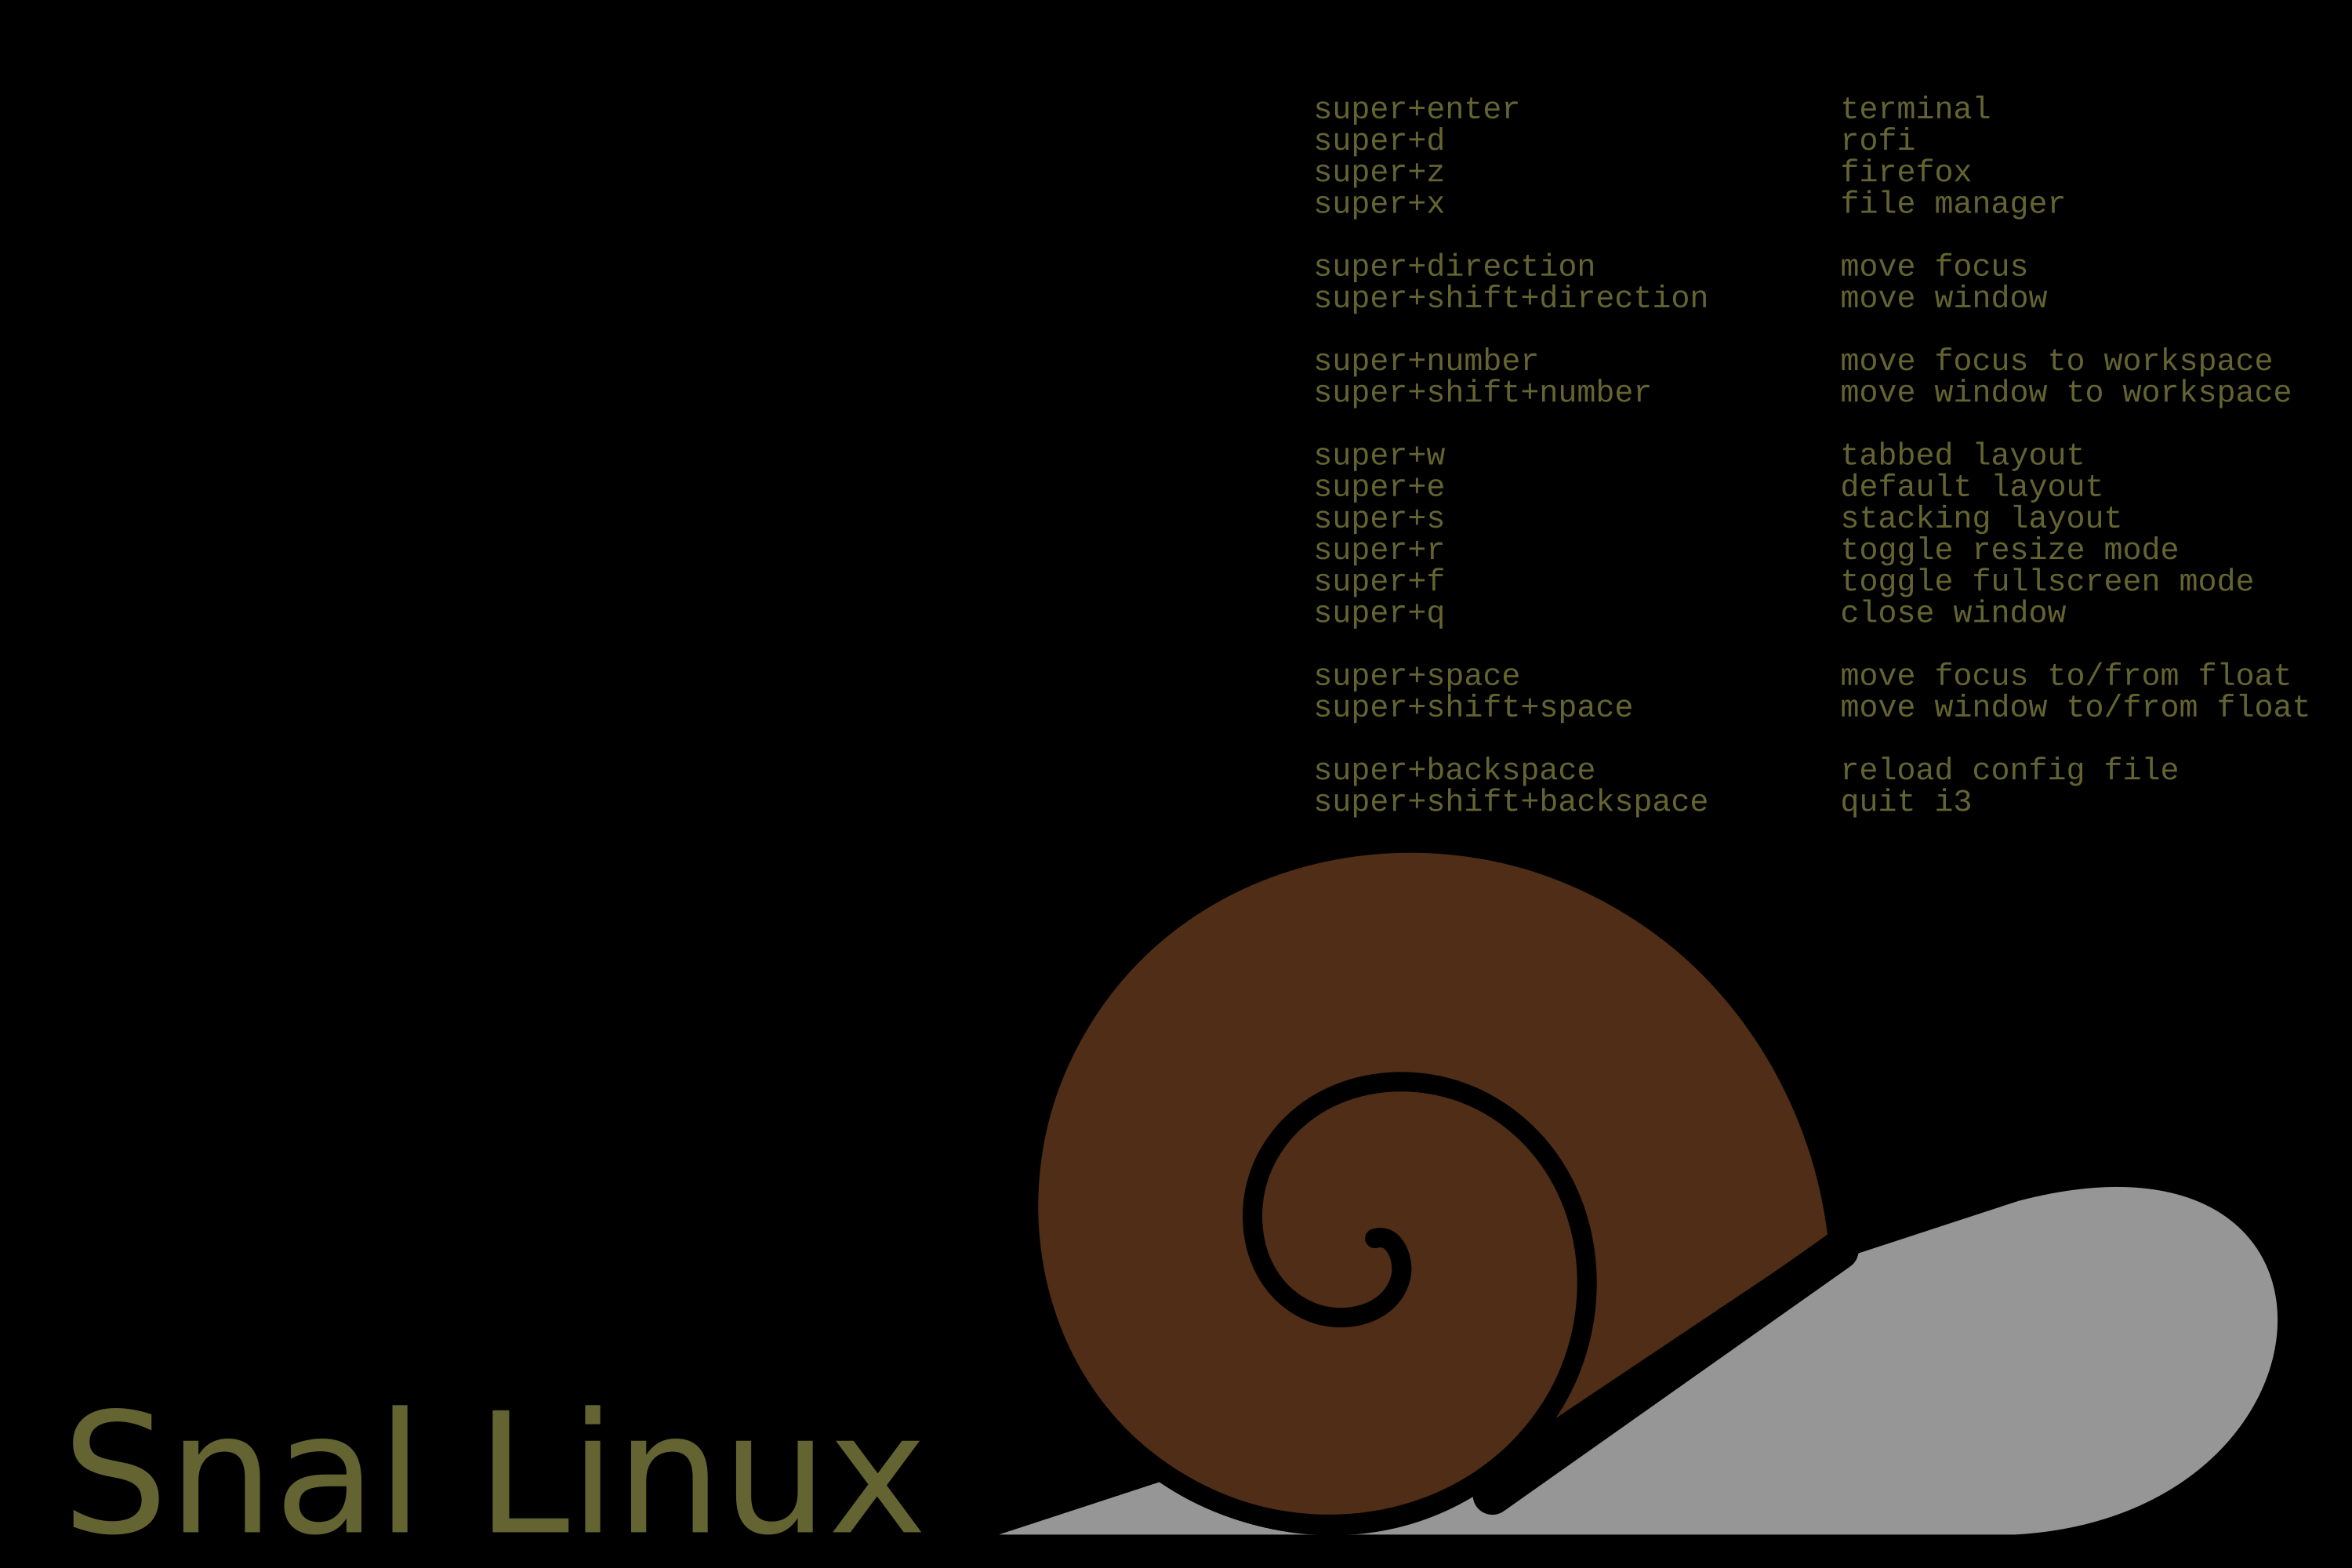 super+enter terminal
super+d rofi
super+z firefox
super+x file manager
super+direction move focus
super+shift+direction move window
super+number move focus to workspace
super+shift+number move window to workspace
super+w tabbed layout
super+e default layout
super+s stacking layout
super+r toggle resize mode
super+f toggle fullscreen mode
super+q close window
super+space move focus to/from float
super+shift+space move window to/from float
super+backspace reload config file
super+shift+backspace quit i3
Snal Linux